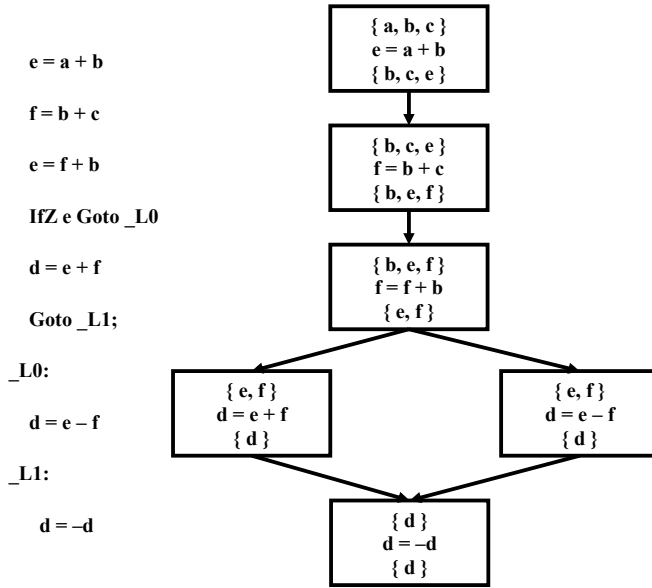 e = a + b
f = b + c
e = f + b
IfZ e Goto _L0
d = e + f
Goto _L1;
_L0:
d = e – f
_L1:
d = –d
{ a, b, c }
e = a + b
{ b, c, e }
{ b, c, e }
f = b + c
{ b, e, f }
{ b, e, f }
f = f + b
{ e, f }
{ e, f }
d = e + f
{ d }
{ e, f }
d = e – f
{ d }
{ d }
d = –d
{ d }